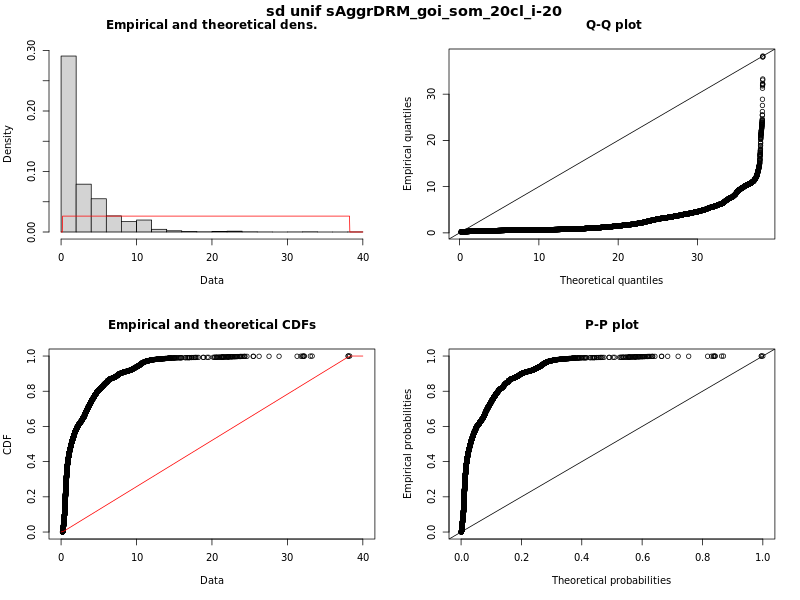 sd unif sAggrDRM_goi_som_20cl_i-20
Empirical and theoretical dens.
Density
0.00 0.10 0.20 0.30
0 10 20 30 40
Data
Q-Q plot
Empirical quantiles
0 10 20 30
0 10 20 30
Theoretical quantiles
Empirical and theoretical CDFs
CDF
0.0 0.2 0.4 0.6 0.8 1.0
0 10 20 30 40
Data
P-P plot
Empirical probabilities
0.0 0.2 0.4 0.6 0.8 1.0
0.0 0.2 0.4 0.6 0.8 1.0
Theoretical probabilities